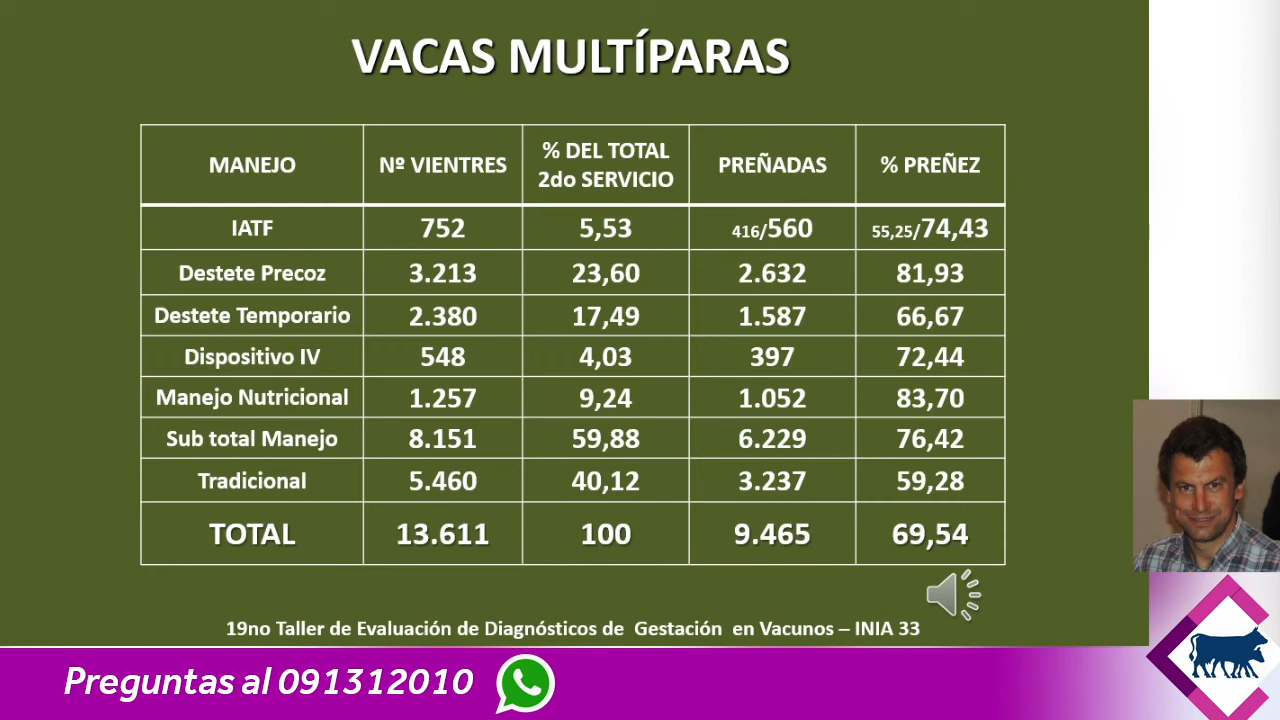 VACAS MULTÍPARAS
MANEJO Nº VIENTRES % DEL TOTAL 2do SERVICIO PREÑADAS % PREÑEZ
IATF 752 5,53 416/560 55,25/74,43
Destete Precoz 3.213 23,60 2.632 81,93
Destete Temporario 2.380 17,49 1.587 66,67
Dispositivo IV 548 4,03 397 72,44
Manejo Nutricional 1.257 9,24 1.052 83,70
Sub total Manejo 8.151 59,88 6.229 76,42
Tradicional 5.460 40,12 3.237 59,28
TOTAL 13.611 100 9.465 69,54
19no Taller de Evaluación de Diagnósticos de Gestación en Vacunos – INIA 33
Preguntas al 091312010